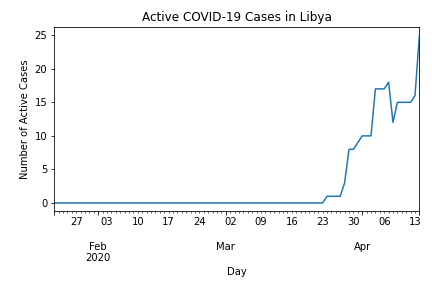 Active COVID-19 Cases in Libya
25
20
15
10
5
0
Number of Active Cases
27 03 10 17 24 02 09 16 23 30 06 13
Feb Mar Apr
2020
Day